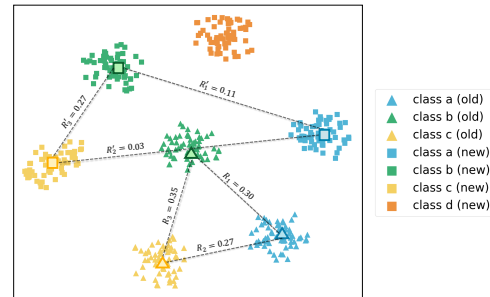 R′₁ = 0.11
R′₃ = 0.27
R′₂ = 0.03
R₁ = 0.30
R₃ = 0.35
R₂ = 0.27
class a (old)
class b (old)
class c (old)
class a (new)
class b (new)
class c (new)
class d (new)